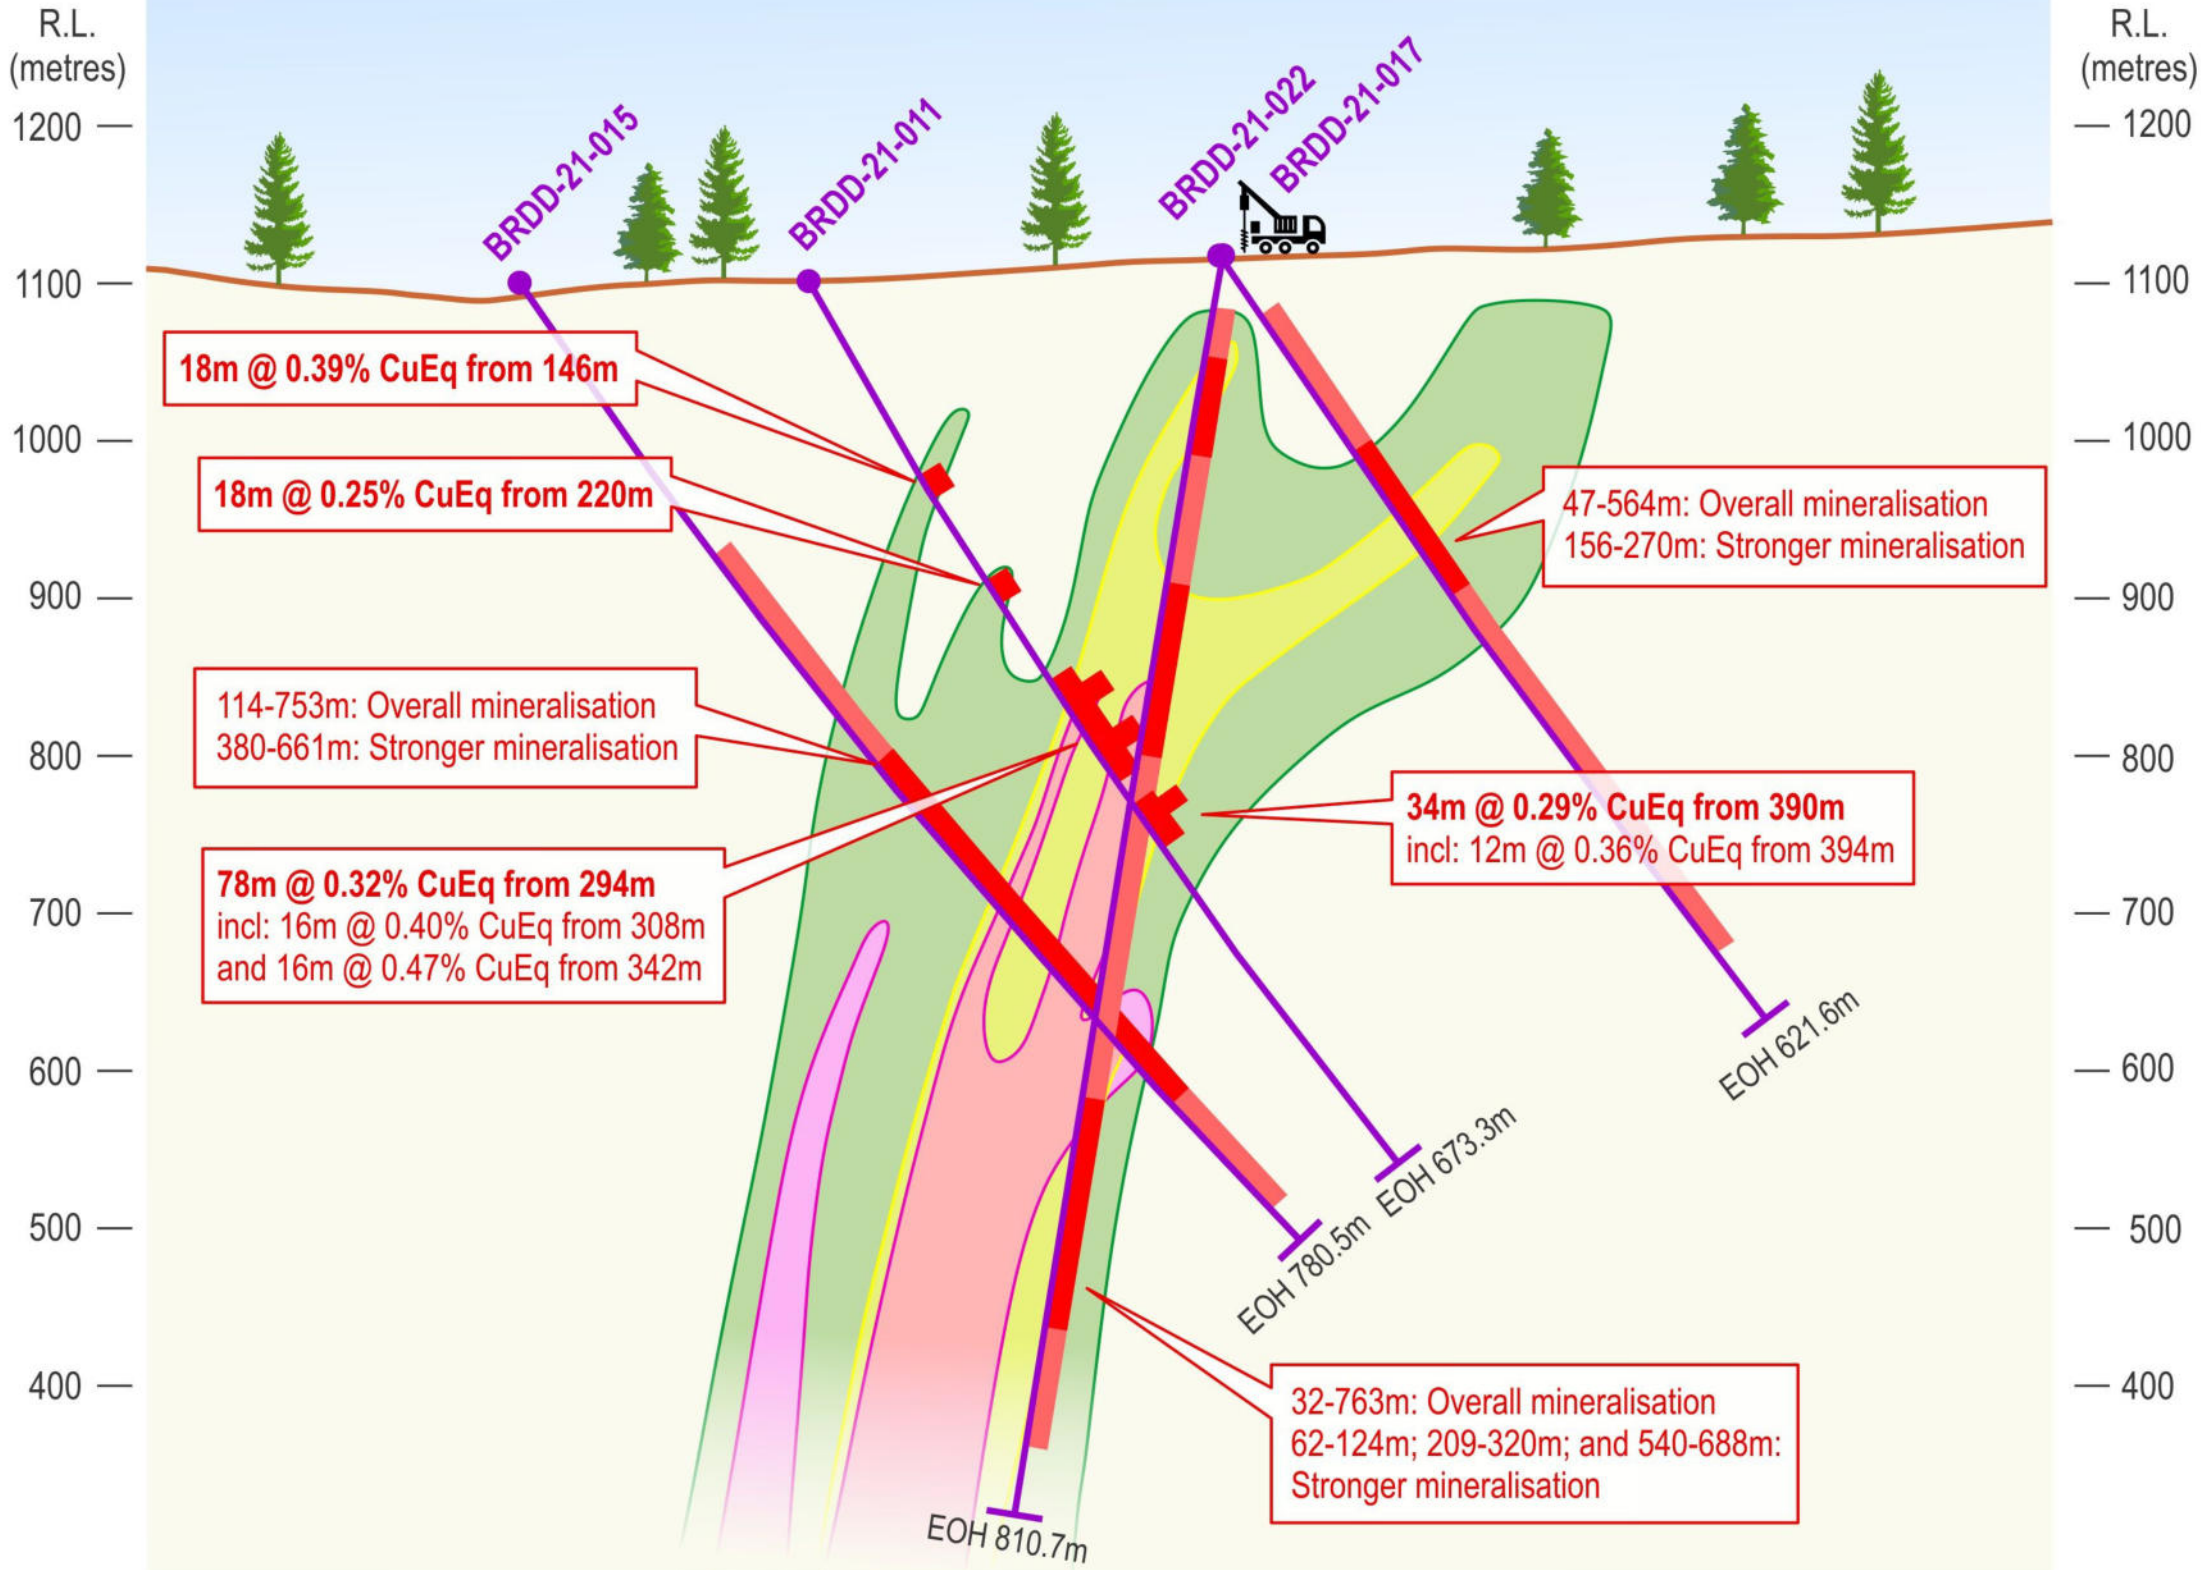 R.L.
(metres)
R.L.
(metres)
BRDD-21-015
BRDD-21-011
BRDD-21-022
BRDD-21-017
1200
1100
1000
900
800
700
600
500
400
1200
1100
1000
900
800
700
600
500
400
18m @ 0.39% CuEq from 146m
18m @ 0.25% CuEq from 220m
47-564m: Overall mineralisation
156-270m: Stronger mineralisation
114-753m: Overall mineralisation
380-661m: Stronger mineralisation
34m @ 0.29% CuEq from 390m
incl: 12m @ 0.36% CuEq from 394m
78m @ 0.32% CuEq from 294m
incl: 16m @ 0.40% CuEq from 308m
and 16m @ 0.47% CuEq from 342m
EOH 621.6m
EOH 673.3m
EOH 780.5m
32-763m: Overall mineralisation
62-124m; 209-320m; and 540-688m:
Stronger mineralisation
EOH 810.7m